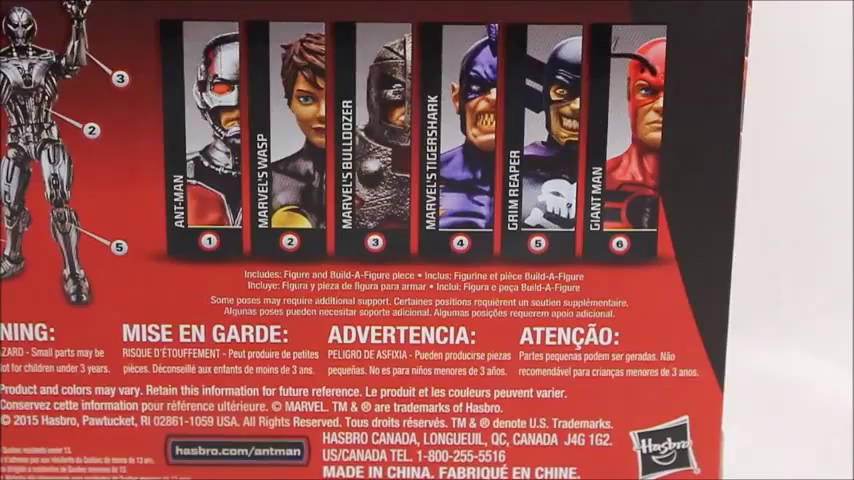 3
2
5
ANT-MAN
MARVEL'S WASP
MARVEL'S BULLDOZER
MARVEL'S TIGERSHARK
GRIM REAPER
GIANT MAN
1 2 3 4 5 6
Includes: Figure and Build-A-Figure piece • Inclus: Figurine et pièce Build-A-Figure
Incluye: Figura y pieza de figura para armar • Inclui: Figura e peça Build-A-Figure
Some poses may require additional support. Certaines positions requièrent un soutien supplémentaire.
Algunas poses pueden necesitar soporte adicional. Algumas posições requerem apoio adicional.
NING: MISE EN GARDE: ADVERTENCIA: ATENÇÃO:
ZARD - Small parts may be RISQUE D'ÉTOUFFEMENT - Peut produire de petites PELIGRO DE ASFIXIA - Pueden producirse piezas Partes pequenas podem ser geradas. Não
ot for children under 3 years. pièces. Déconseillé aux enfants de moins de 3 ans. pequeñas. No es para niños menores de 3 años. recomendável para crianças menores de 3 anos.
Product and colors may vary. Retain this information for future reference. Le produit et les couleurs peuvent varier.
Conservez cette information pour référence ultérieure. © MARVEL. TM & ® are trademarks of Hasbro.
© 2015 Hasbro, Pawtucket, RI 02861-1059 USA. All Rights Reserved. Tous droits réservés. TM & ® denote U.S. Trademarks.
hasbro.com/antman
HASBRO CANADA, LONGUEUIL, QC, CANADA J4G 1G2.
US/CANADA TEL. 1-800-255-5516
MADE IN CHINA. FABRIQUÉ EN CHINE.
Hasbro